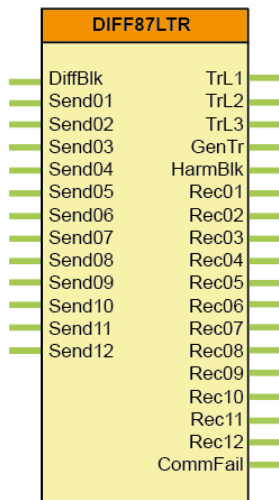 DIFF87LTR
DiffBlk TrL1
Send01 TrL2
Send02 TrL3
Send03 GenTr
Send04 HarmBlk
Send05 Rec01
Send06 Rec02
Send07 Rec03
Send08 Rec04
Send09 Rec05
Send10 Rec06
Send11 Rec07
Send12 Rec08
Rec09
Rec10
Rec11
Rec12
CommFail